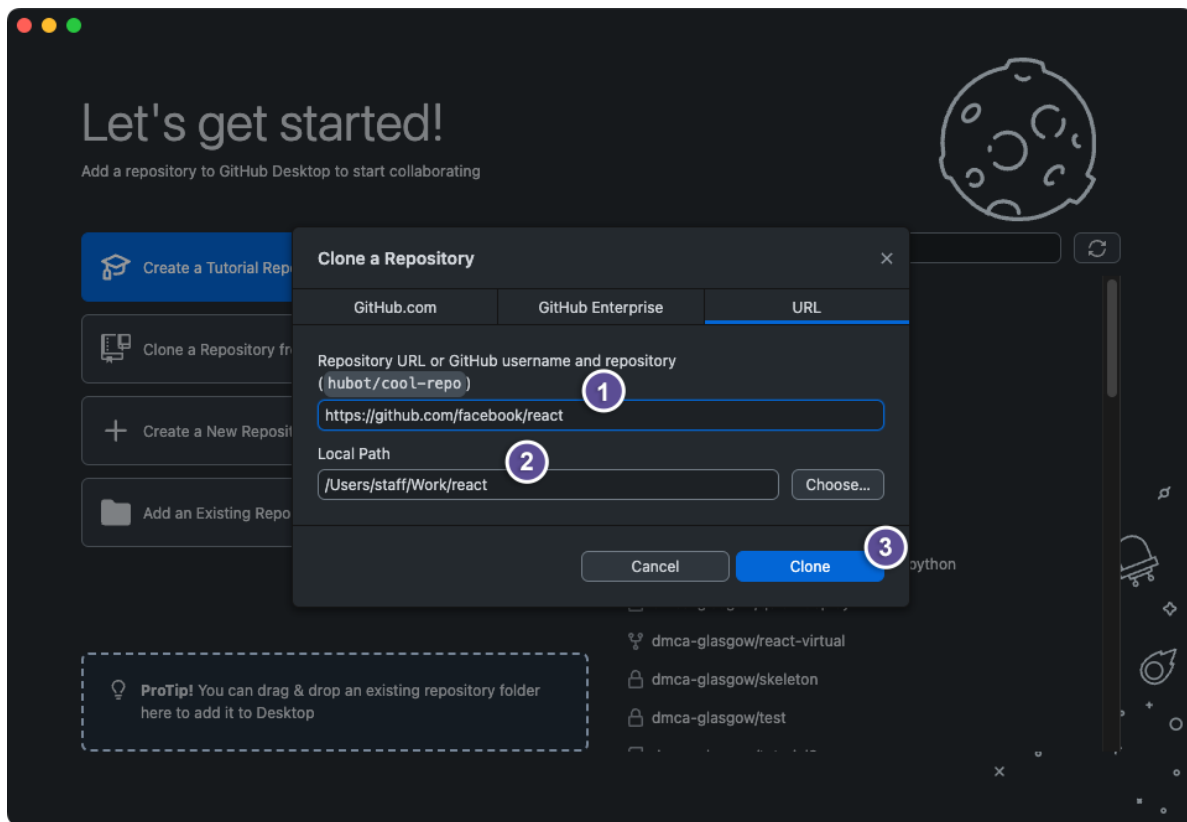 Let's get started!
Add a repository to GitHub Desktop to start collaborating
Create a Tutorial Rep
Clone a Repository fr
Create a New Reposit
Add an Existing Repo
Clone a Repository
GitHub.com
GitHub Enterprise
URL
Repository URL or GitHub username and repository
(hubot/cool-repo)
1
https://github.com/facebook/react
Local Path
2
/Users/staff/Work/react
Choose...
3
Cancel
Clone
python
dmca-glasgow/react-virtual
dmca-glasgow/skeleton
dmca-glasgow/test
ProTip! You can drag & drop an existing repository folder
here to add it to Desktop